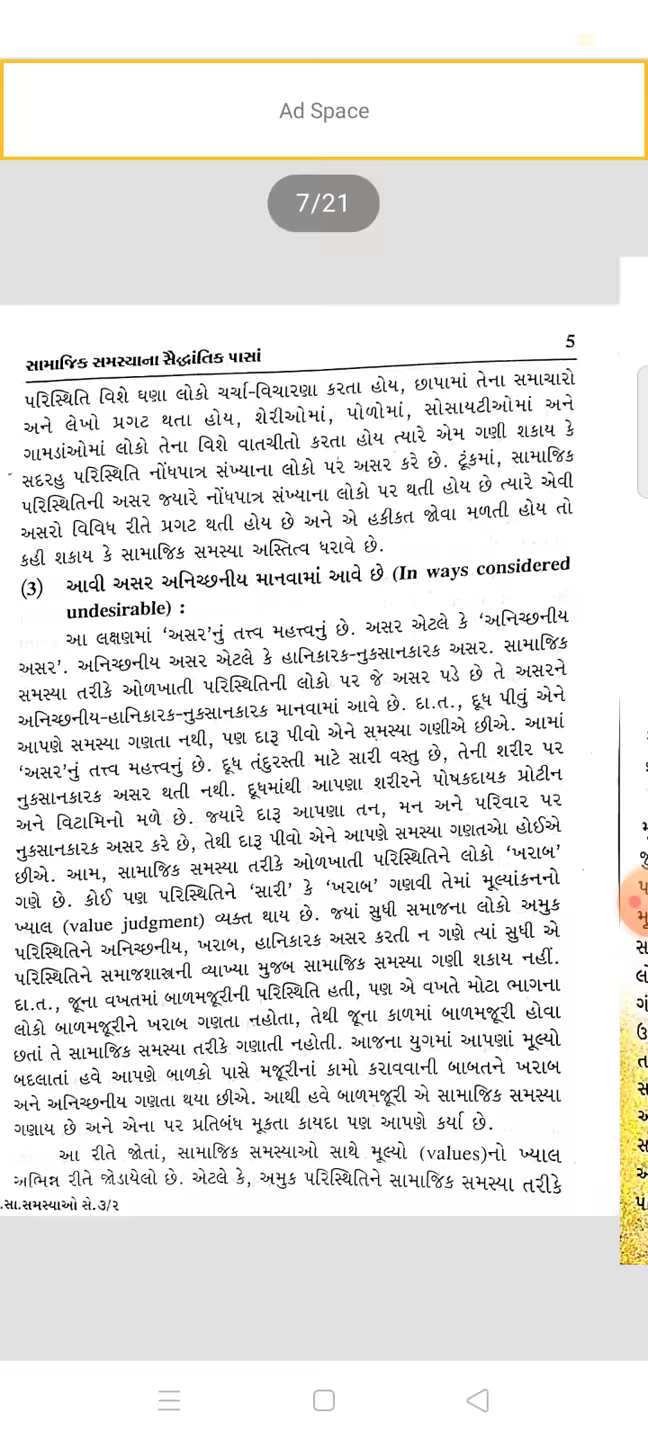 Ad Space
7/21
સામાજિક સમસ્યાના સૈદ્ધાંતિક પાસાં
5
પરિસ્થિતિ વિશે ઘણા લોકો ચર્ચા-વિચારણા કરતા હોય, છાપામાં તેના સમાચારો
અને લેખો પ્રગટ થતા હોય, શેરીઓમાં, પોળોમાં, સોસાયટીઓમાં અને
ગામડાંઓમાં લોકો તેના વિશે વાતચીતો કરતા હોય ત્યારે એમ ગણી શકાય કે
સદરહુ પરિસ્થિતિ નોંધપાત્ર સંખ્યાના લોકો પર અસર કરે છે. ટૂંકમાં, સામાજિક
પરિસ્થિતિની અસર જ્યારે નોંધપાત્ર સંખ્યાના લોકો પર થતી હોય છે ત્યારે એવી
અસરો વિવિધ રીતે પ્રગટ થતી હોય છે અને એ હકીકત જોવા મળતી હોય તો
કહી શકાય કે સામાજિક સમસ્યા અસ્તિત્વ ધરાવે છે.
(3) આવી અસર અનિચ્છનીય માનવામાં આવે છે (In ways considered
undesirable) :
આ લક્ષણમાં ‘અસર’નું તત્ત્વ મહત્ત્વનું છે. અસર એટલે કે ‘અનિચ્છનીય
અસર’. અનિચ્છનીય અસર એટલે કે હાનિકારક-નુકસાનકારક અસર. સામાજિક
સમસ્યા તરીકે ઓળખાતી પરિસ્થિતિની લોકો પર જે અસર પડે છે તે અસરને
અનિચ્છનીય-હાનિકારક-નુકસાનકારક માનવામાં આવે છે. દા.ત., દૂધ પીવું એને
આપણે સમસ્યા ગણતા નથી, પણ દારૂ પીવો એને સમસ્યા ગણીએ છીએ. આમાં
‘અસર’નું તત્ત્વ મહત્ત્વનું છે. દૂધ તંદુરસ્તી માટે સારી વસ્તુ છે, તેની શરીર પર
નુકસાનકારક અસર થતી નથી. દૂધમાંથી આપણા શરીરને પોષકદાયક પ્રોટીન
અને વિટામિનો મળે છે. જ્યારે દારૂ આપણા તન, મન અને પરિવાર પર
નુકસાનકારક અસર કરે છે, તેથી દારૂ પીવો એને આપણે સમસ્યા ગણતઓ હોઈએ
છીએ. આમ, સામાજિક સમસ્યા તરીકે ઓળખાતી પરિસ્થિતિને લોકો ‘ખરાબ’
ગણે છે. કોઈ પણ પરિસ્થિતિને ‘સારી’ કે ‘ખરાબ’ ગણવી તેમાં મૂલ્યાંકનનો
ખ્યાલ (value judgment) વ્યક્ત થાય છે. જ્યાં સુધી સમાજના લોકો અમુક
પરિસ્થિતિને અનિચ્છનીય, ખરાબ, હાનિકારક અસર કરતી ન ગણે ત્યાં સુધી એ
પરિસ્થિતિને સમાજશાસ્ત્રની વ્યાખ્યા મુજબ સામાજિક સમસ્યા ગણી શકાય નહીં.
દા.ત., જૂના વખતમાં બાળમજૂરીની પરિસ્થિતિ હતી, પણ એ વખતે મોટા ભાગના
લોકો બાળમજૂરીને ખરાબ ગણતા નહોતા, તેથી જૂના કાળમાં બાળમજૂરી હોવા
છતાં તે સામાજિક સમસ્યા તરીકે ગણાતી નહોતી. આજના યુગમાં આપણાં મૂલ્યો
બદલાતાં હવે આપણે બાળકો પાસે મજૂરીનાં કામો કરાવવાની બાબતને ખરાબ
અને અનિચ્છનીય ગણતા થયા છીએ. આથી હવે બાળમજૂરી એ સામાજિક સમસ્યા
ગણાય છે અને એના પર પ્રતિબંધ મૂકતા કાયદા પણ આપણે કર્યા છે.
આ રીતે જોતાં, સામાજિક સમસ્યાઓ સાથે મૂલ્યો (values)નો ખ્યાલ
અભિન્ન રીતે જોડાયેલો છે. એટલે કે, અમુક પરિસ્થિતિને સામાજિક સમસ્યા તરીકે
.સા.સમસ્યાઓ સે.૩/૨